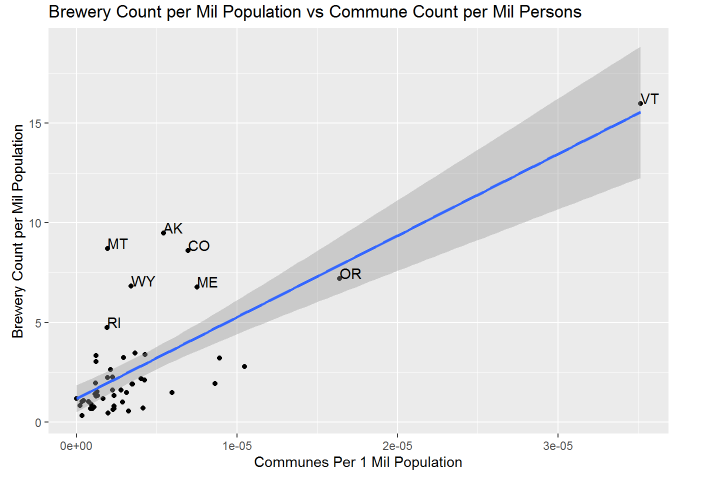 Brewery Count per Mil Population vs Commune Count per Mil Persons
Brewery Count per Mil Population
15
10
5
0
VT
AK
MT
CO
WY
ME
OR
RI
0e+00
1e-05
2e-05
3e-05
Communes Per 1 Mil Population